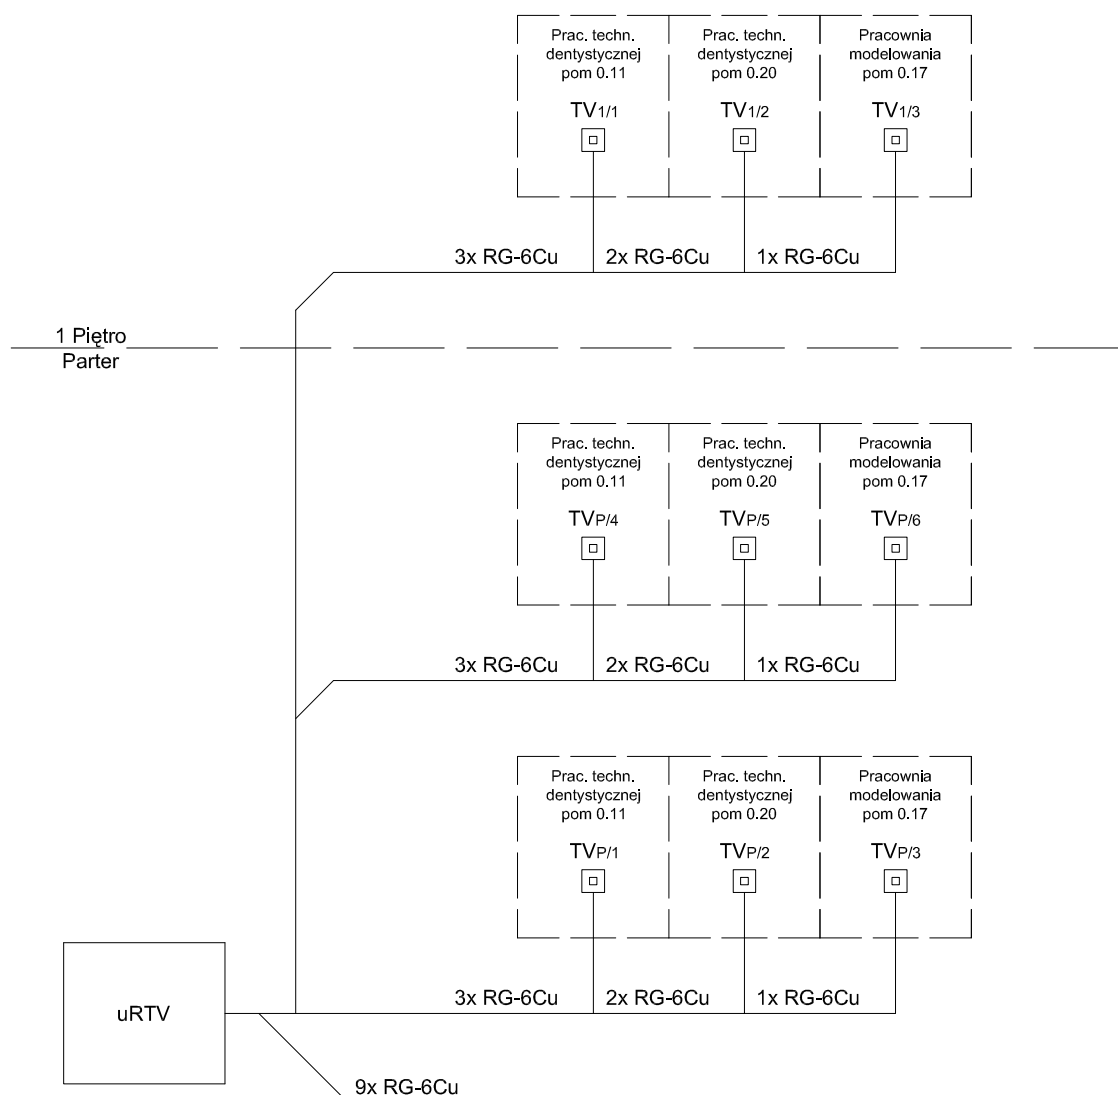 Prac. techn.
dentystycznej
pom 0.11
TV1/1
Prac. techn.
dentystycznej
pom 0.20
TV1/2
Pracownia
modelowania
pom 0.17
TV1/3
3x RG-6Cu
2x RG-6Cu
1x RG-6Cu
1 Piętro
Parter
Prac. techn.
dentystycznej
pom 0.11
TVP/4
Prac. techn.
dentystycznej
pom 0.20
TVP/5
Pracownia
modelowania
pom 0.17
TVP/6
3x RG-6Cu
2x RG-6Cu
1x RG-6Cu
Prac. techn.
dentystycznej
pom 0.11
TVP/1
Prac. techn.
dentystycznej
pom 0.20
TVP/2
Pracownia
modelowania
pom 0.17
TVP/3
3x RG-6Cu
2x RG-6Cu
1x RG-6Cu
uRTV
9x RG-6Cu